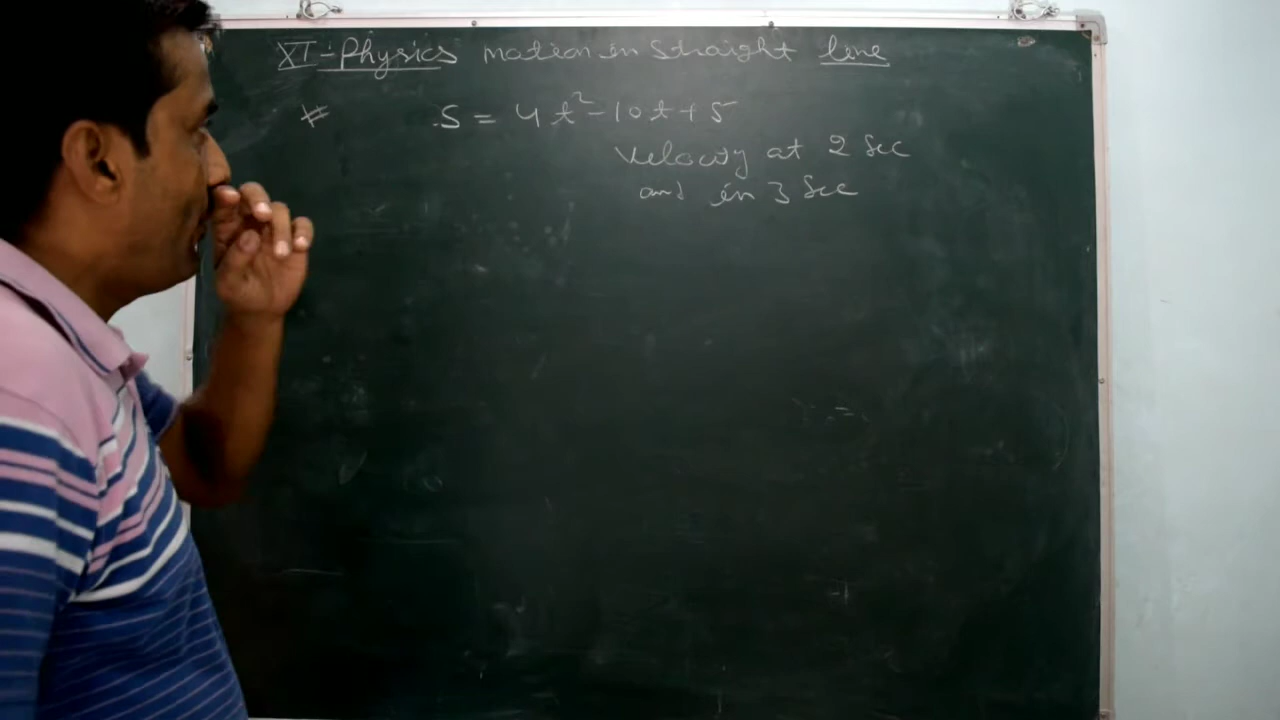 XI - Physics Motion in Straight line
# S = 4t² - 10t + 5
Velocity at 2 Sec
and in 3 Sec